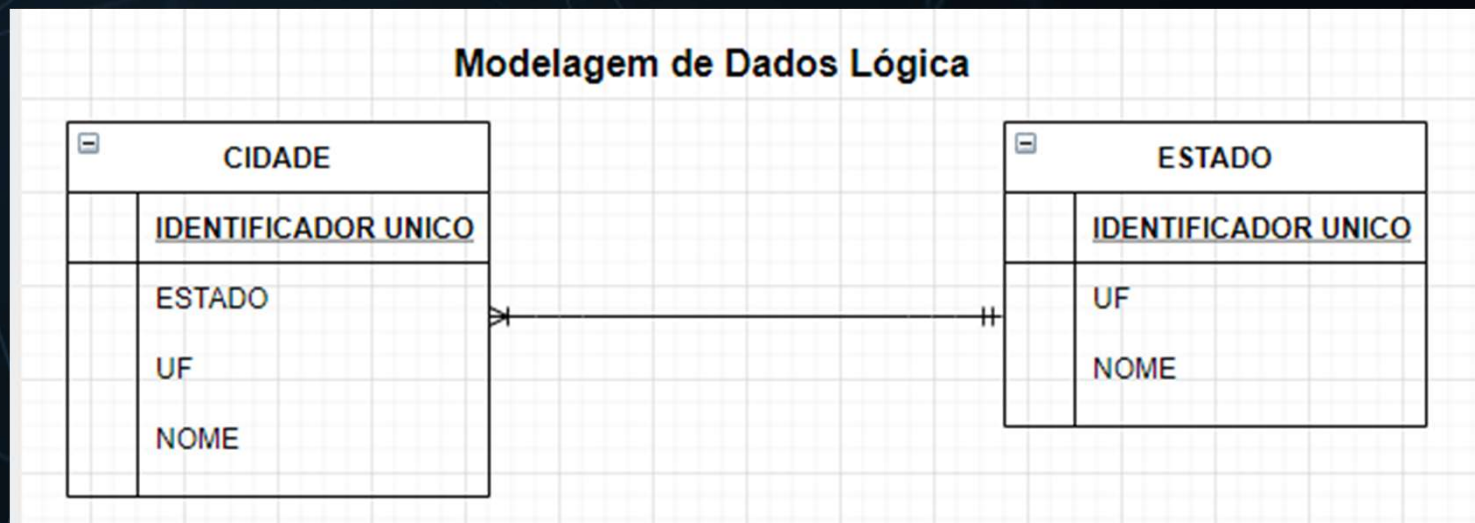 Modelagem de Dados Lógica
CIDADE
IDENTIFICADOR UNICO
ESTADO
UF
NOME
ESTADO
IDENTIFICADOR UNICO
UF
NOME